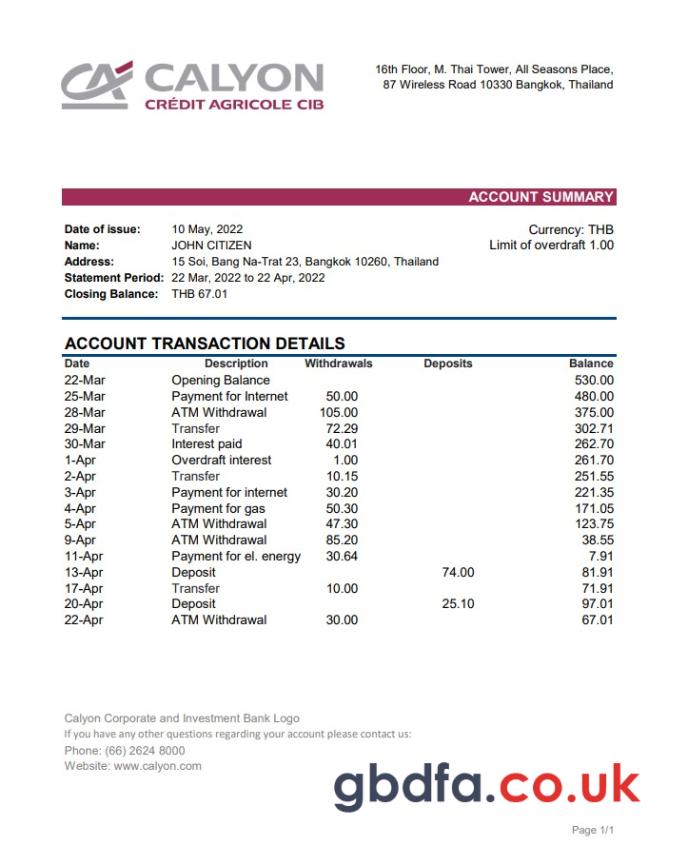 CALYON
CRÉDIT AGRICOLE CIB
16th Floor, M. Thai Tower, All Seasons Place,
87 Wireless Road 10330 Bangkok, Thailand
ACCOUNT SUMMARY
Date of issue: 10 May, 2022 Currency: THB
Name: JOHN CITIZEN Limit of overdraft 1.00
Address: 15 Soi, Bang Na-Trat 23, Bangkok 10260, Thailand
Statement Period: 22 Mar, 2022 to 22 Apr, 2022
Closing Balance: THB 67.01
ACCOUNT TRANSACTION DETAILS
Date Description Withdrawals Deposits Balance
22-Mar Opening Balance 530.00
25-Mar Payment for Internet 50.00 480.00
28-Mar ATM Withdrawal 105.00 375.00
29-Mar Transfer 72.29 302.71
30-Mar Interest paid 40.01 262.70
1-Apr Overdraft interest 1.00 261.70
2-Apr Transfer 10.15 251.55
3-Apr Payment for internet 30.20 221.35
4-Apr Payment for gas 50.30 171.05
5-Apr ATM Withdrawal 47.30 123.75
9-Apr ATM Withdrawal 85.20 38.55
11-Apr Payment for el. energy 30.64 7.91
13-Apr Deposit 74.00 81.91
17-Apr Transfer 10.00 71.91
20-Apr Deposit 25.10 97.01
22-Apr ATM Withdrawal 30.00 67.01
Calyon Corporate and Investment Bank Logo
If you have any other questions regarding your account please contact us:
Phone: (66) 2624 8000
Website: www.calyon.com
gbdfa.co.uk
Page 1/1